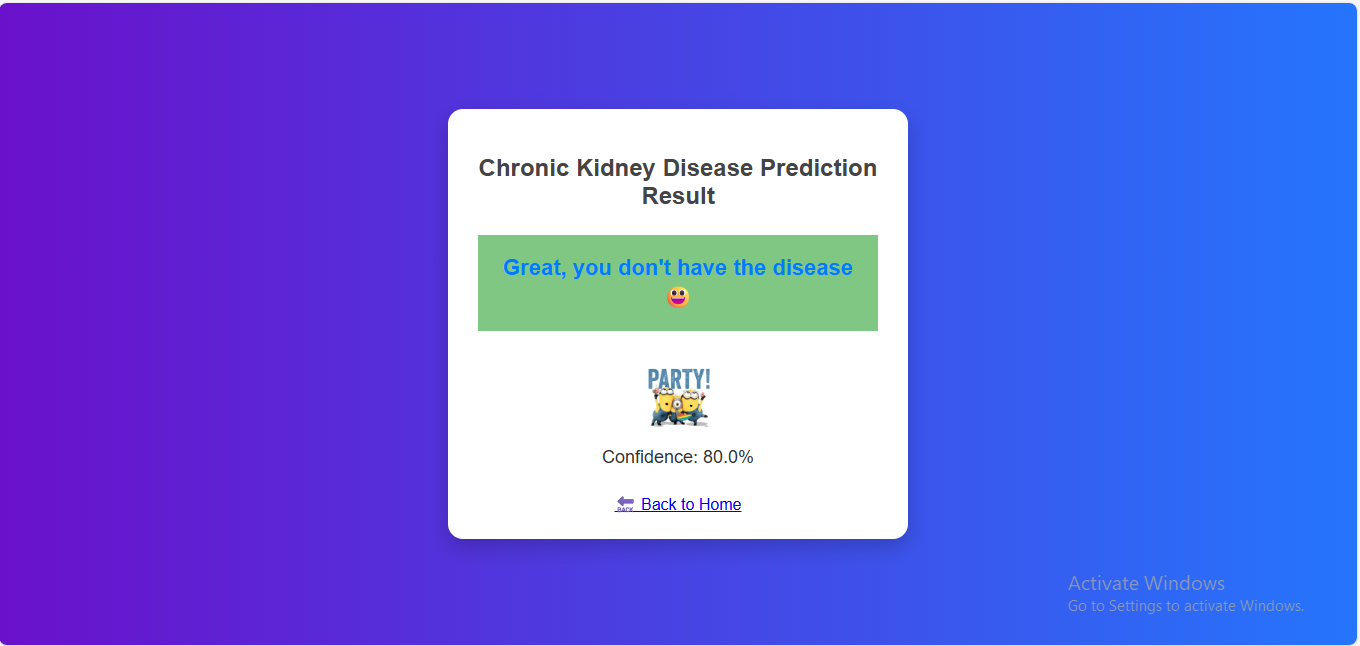 Chronic Kidney Disease Prediction
Result
Great, you don't have the disease
😃
PARTY!
Confidence: 80.0%
BACK Back to Home
Activate Windows
Go to Settings to activate Windows.